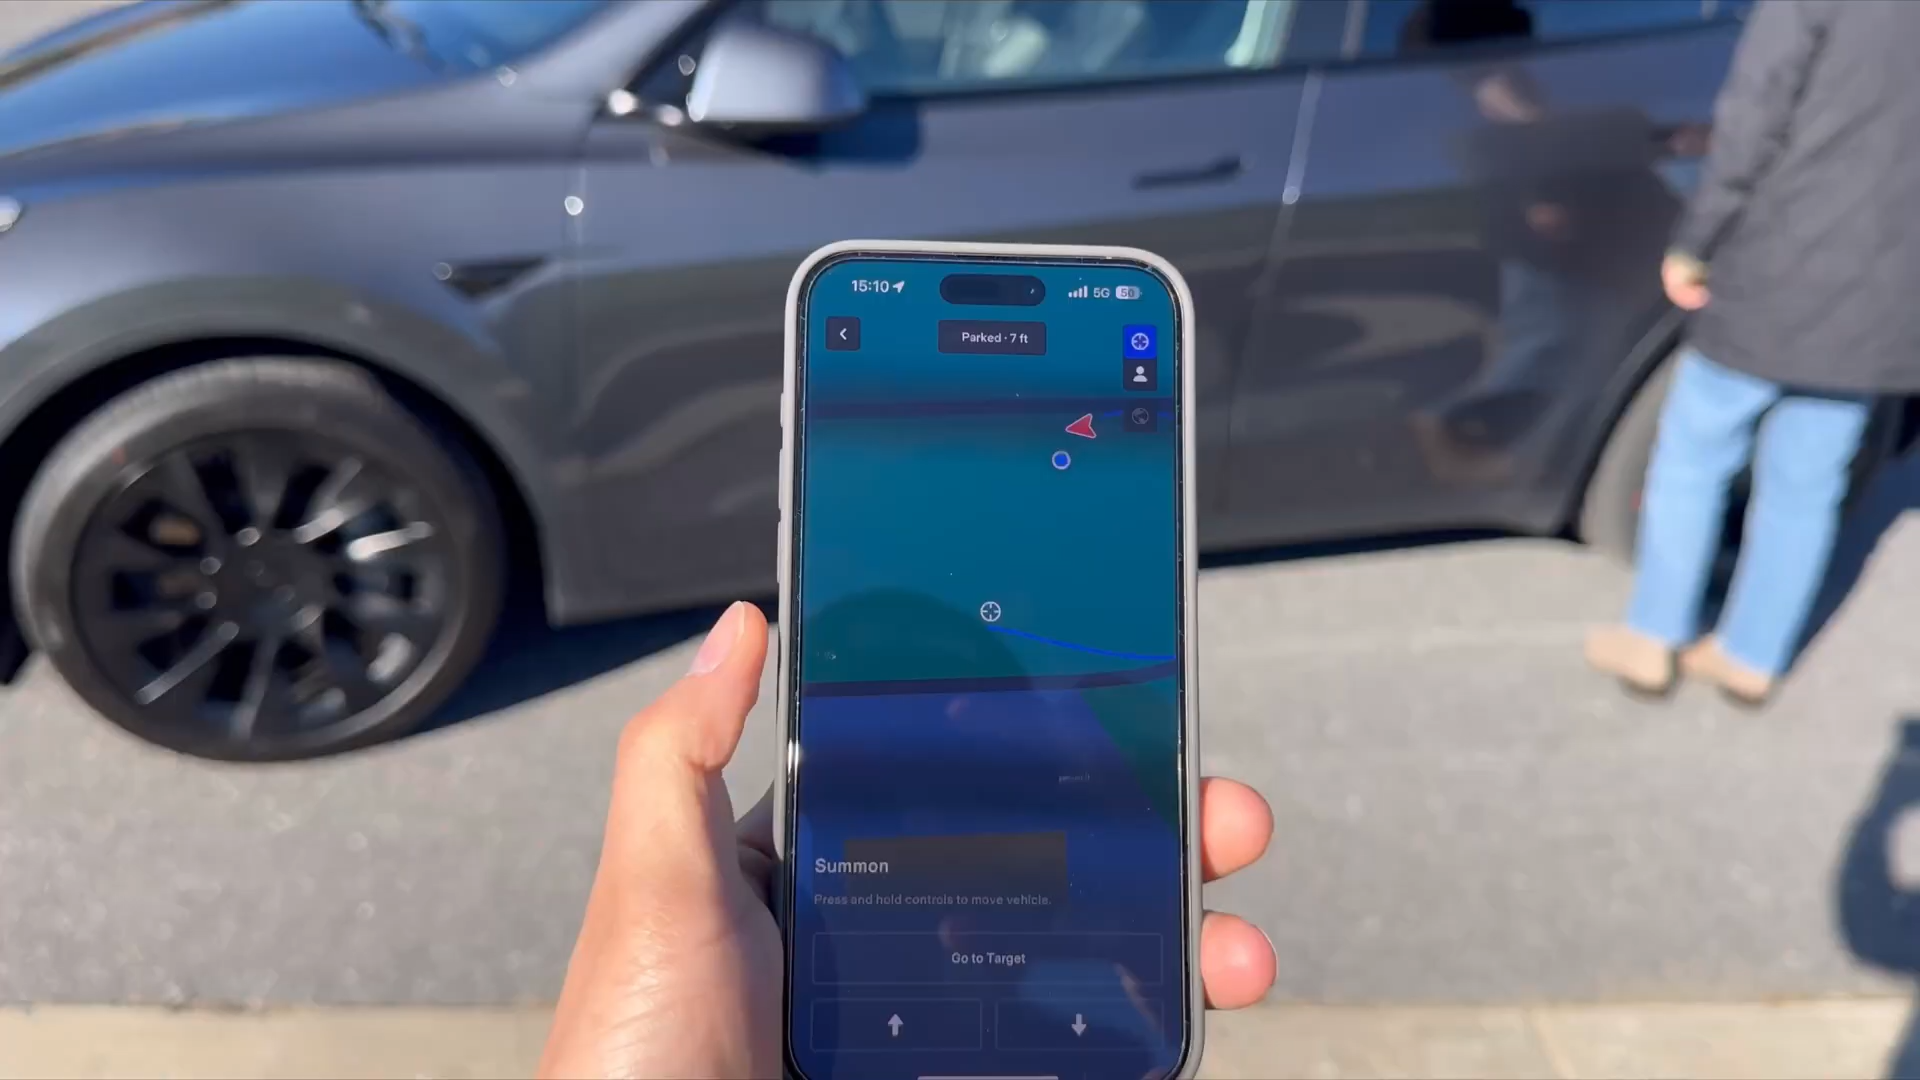 15:10
5G 50
Parked · 7 ft
Summon
Press and hold controls to move vehicle.
Go to Target